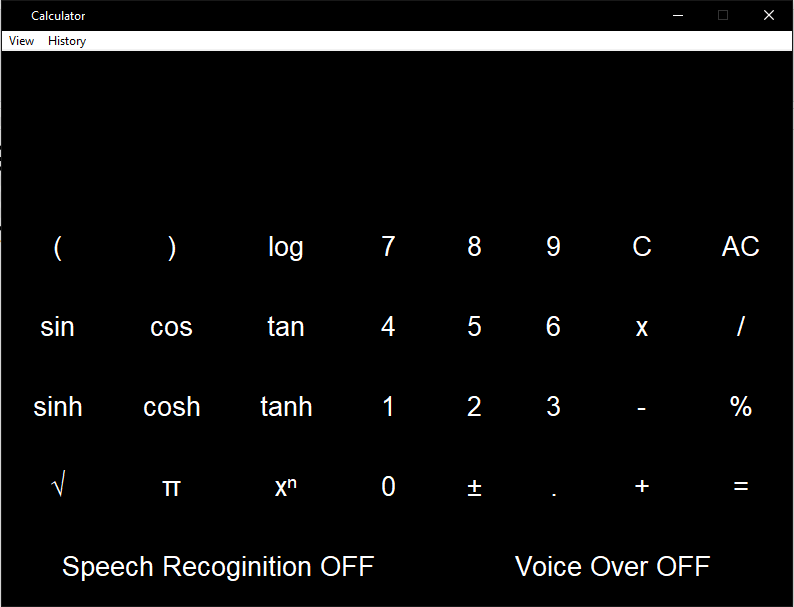 Calculator
View History
( ) log 7 8 9 C AC
sin cos tan 4 5 6 x /
sinh cosh tanh 1 2 3 - %
√ π xⁿ 0 ± . + =
Speech Recoginition OFF Voice Over OFF